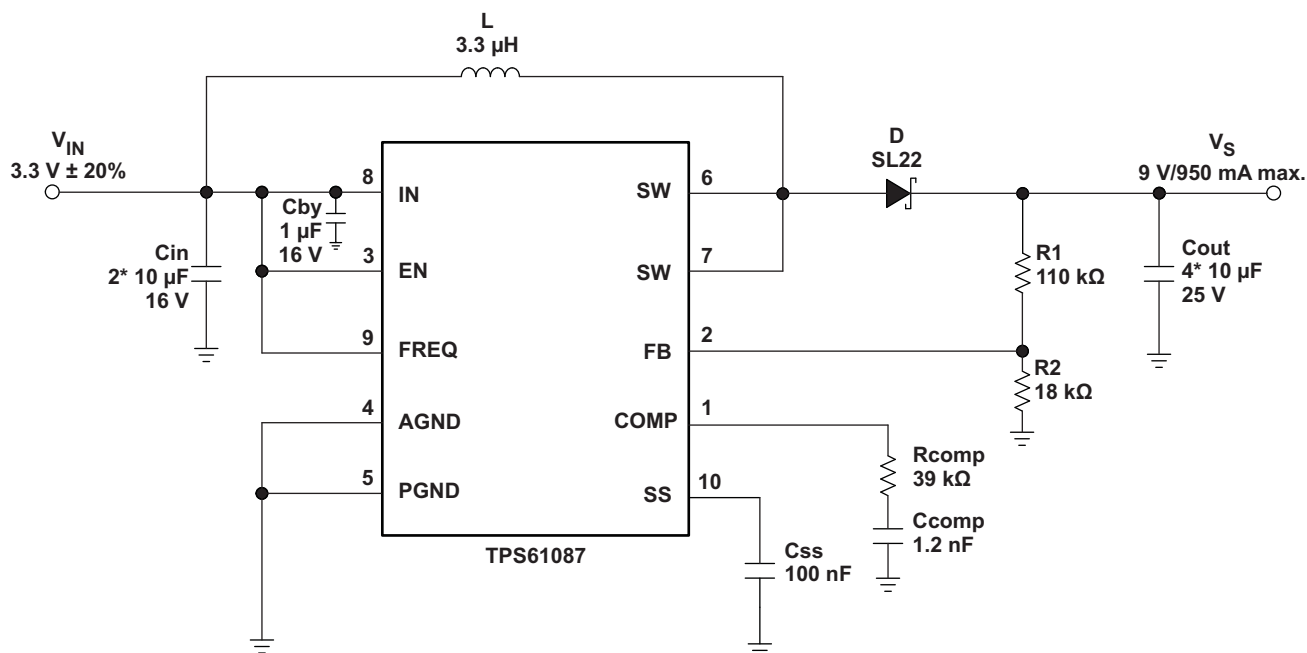 L
3.3 µH
V_IN
3.3 V ± 20%
D
SL22
V_S
9 V/950 mA max.
8
IN
SW
6
Cby
1 µF
16 V
Cin
2* 10 µF
16 V
3
EN
SW
7
R1
110 kΩ
Cout
4* 10 µF
25 V
9
FREQ
FB
2
R2
18 kΩ
4
AGND
COMP
1
Rcomp
39 kΩ
5
PGND
SS
10
Ccomp
1.2 nF
TPS61087
Css
100 nF